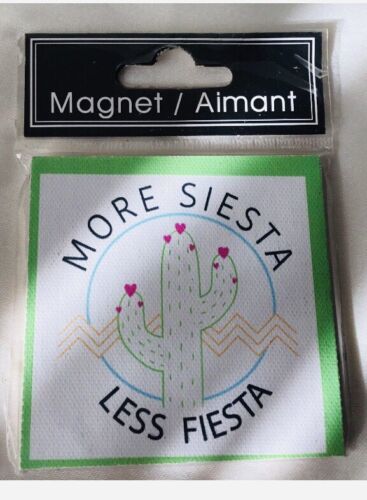 Magnet / Aimant
MORE SIESTA
LESS FIESTA